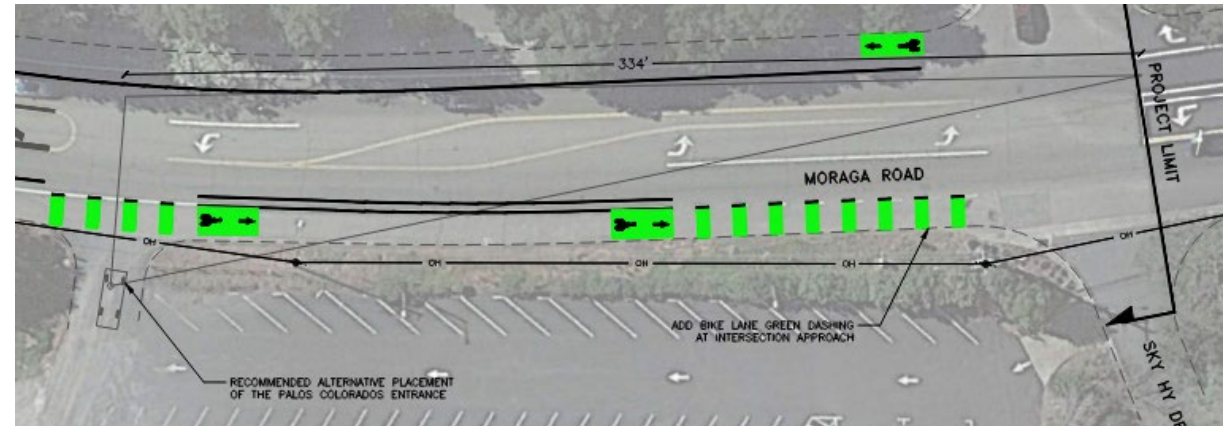 334'
PROJECT LIMIT
MORAGA ROAD
OH
OH
OH
OH
OH
ADD BIKE LANE GREEN DASHING
AT INTERSECTION APPROACH
RECOMMENDED ALTERNATIVE PLACEMENT
OF THE PALOS COLORADOS ENTRANCE
SKY HY DR